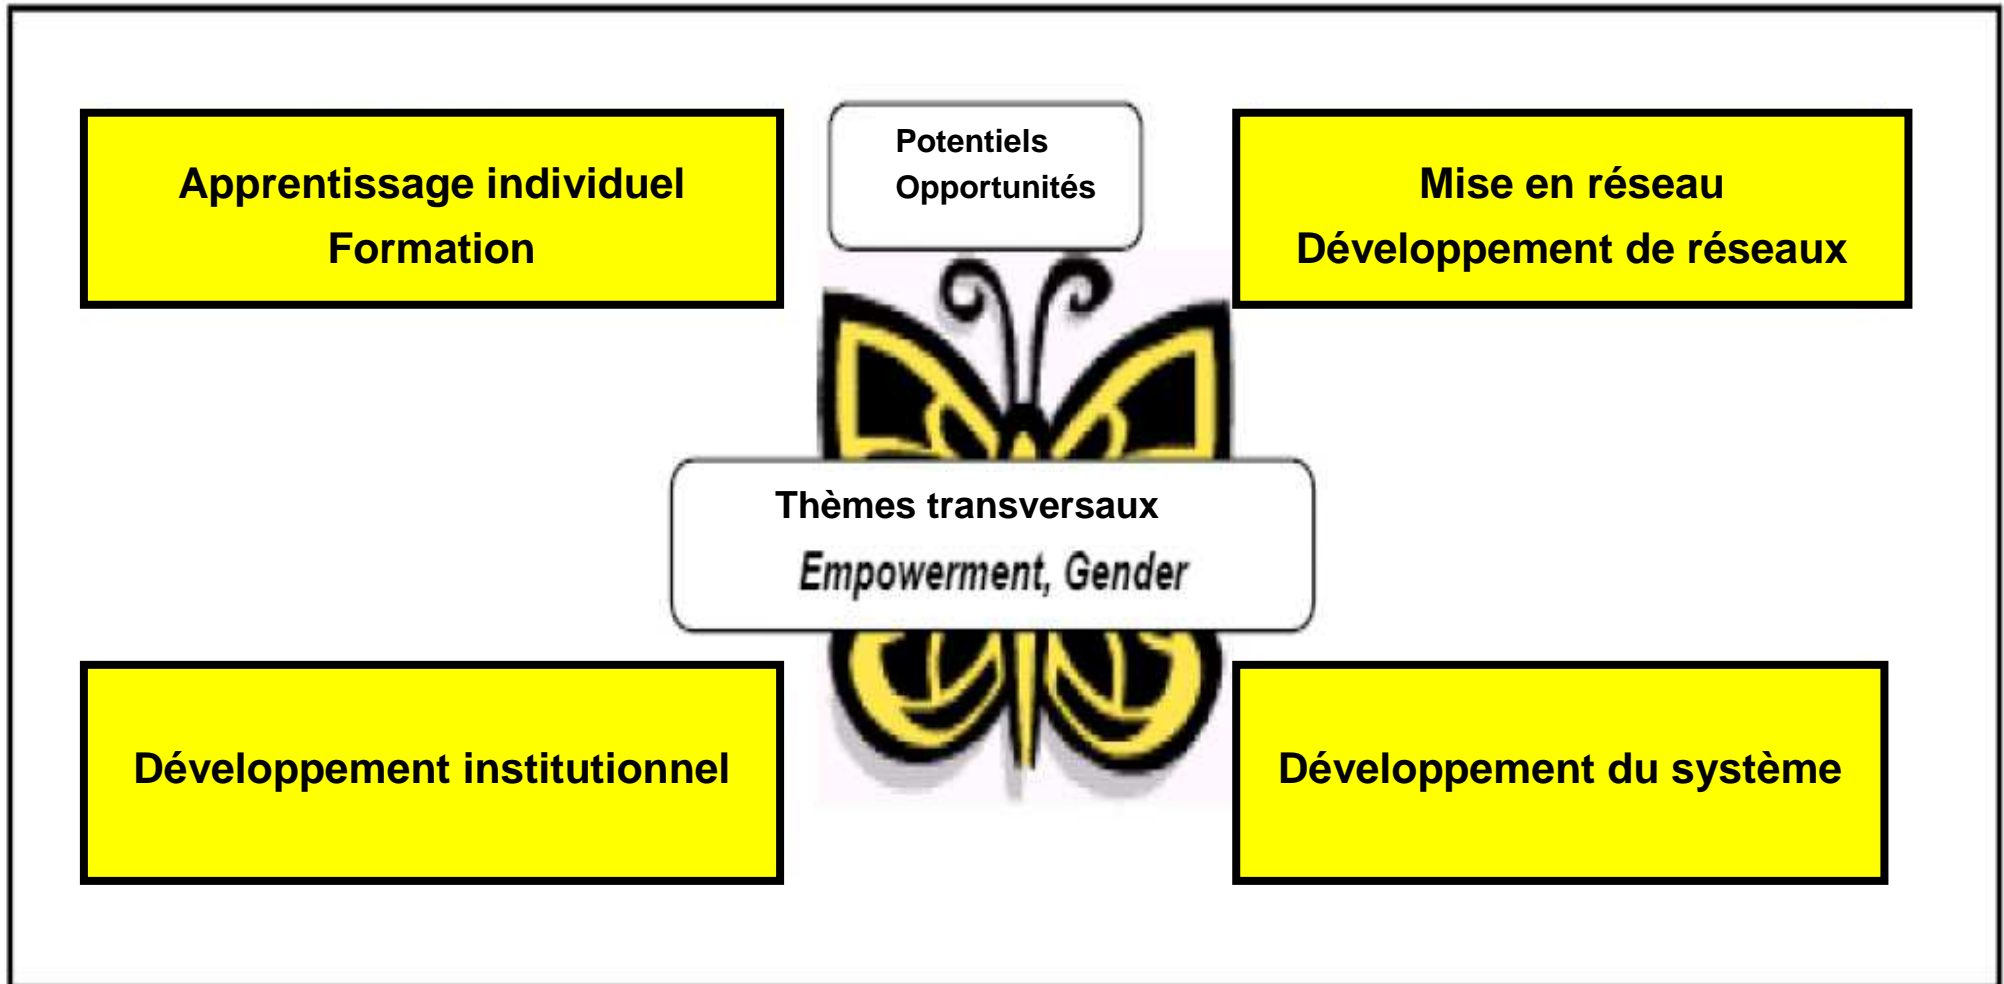 Apprentissage individuel
Formation
Potentiels
Opportunités
Mise en réseau
Développement de réseaux
Thèmes transversaux
Empowerment, Gender
Développement institutionnel
Développement du système